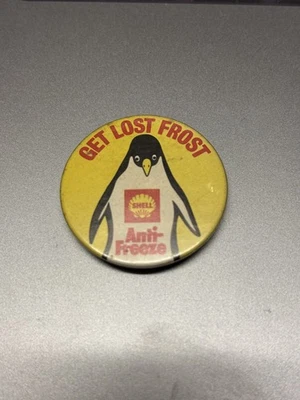 GET LOST FROST
SHELL
Anti-
Freeze